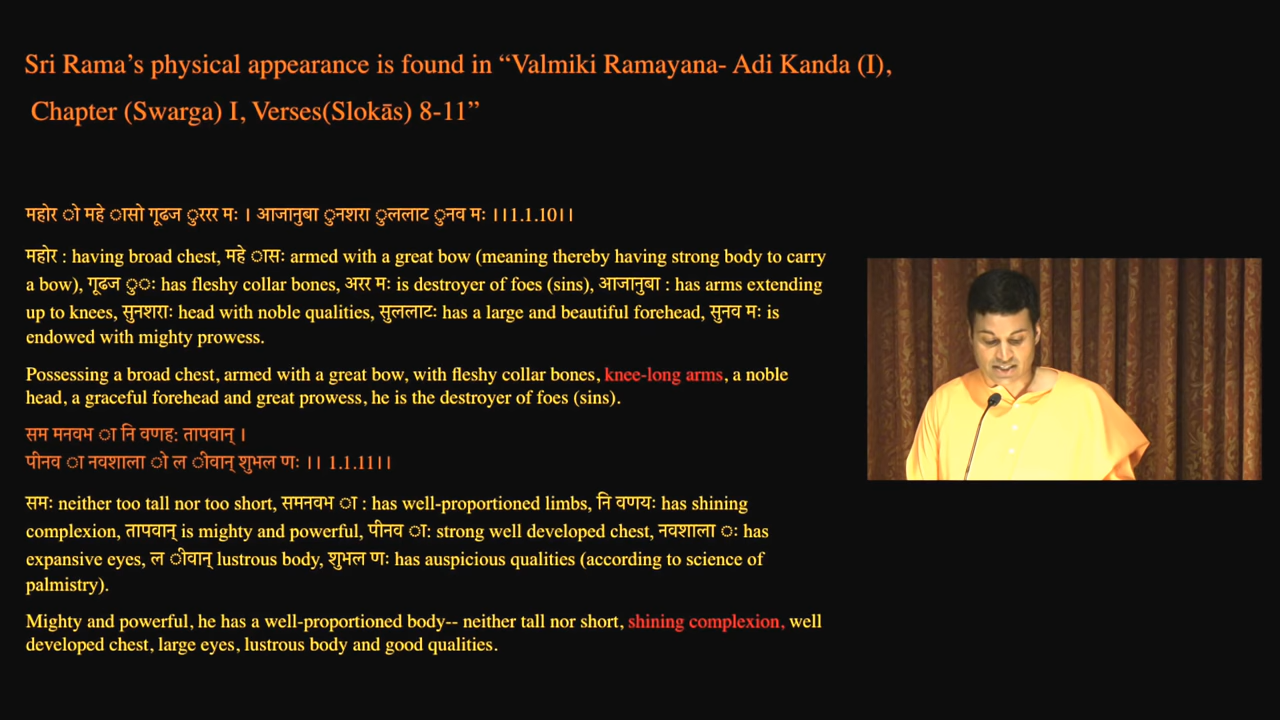 Sri Rama’s physical appearance is found in “Valmiki Ramayana- Adi Kanda (I),
Chapter (Swarga) I, Verses(Slokās) 8-11”
महोर ो महे ासो गूढज ुररर मः । आजानुबा ुनशरा ुललाट ुनव मः ।।1.1.10।।
महोर : having broad chest, महे ासः armed with a great bow (meaning thereby having strong body to carry
a bow), गूढज ुः has fleshy collar bones, अरर मः is destroyer of foes (sins), आजानुबा : has arms extending
up to knees, सुनशराः head with noble qualities, सुललाटः has a large and beautiful forehead, सुनव मः is
endowed with mighty prowess.
Possessing a broad chest, armed with a great bow, with fleshy collar bones, knee-long arms, a noble
head, a graceful forehead and great prowess, he is the destroyer of foes (sins).
सम मनवभ ा नि वणह: तापवान् ।
पीनव ा नवशाला ो ल ीवान् शुभल णः ।। 1.1.11।।
समः neither too tall nor too short, समनवभ ा : has well-proportioned limbs, नि वणयः has shining
complexion, तापवान् is mighty and powerful, पीनव ा: strong well developed chest, नवशाला ः has
expansive eyes, ल ीवान् lustrous body, शुभल णः has auspicious qualities (according to science of
palmistry).
Mighty and powerful, he has a well-proportioned body-- neither tall nor short, shining complexion, well
developed chest, large eyes, lustrous body and good qualities.